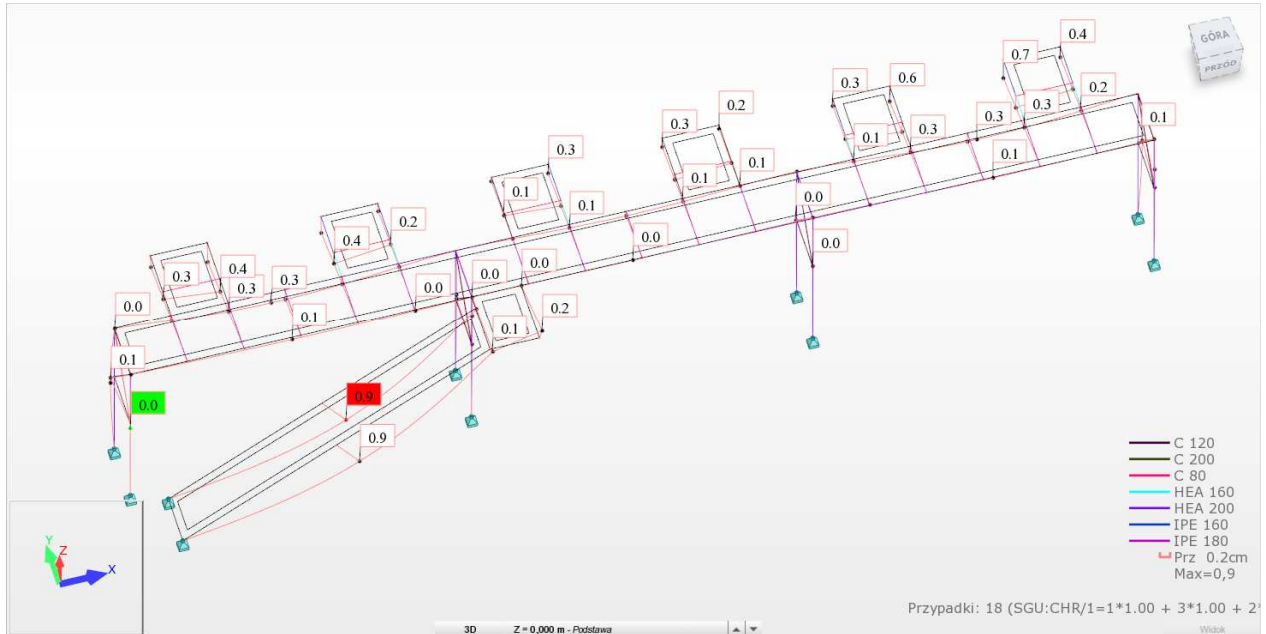 GÓRA
PRZÓD
0.4
0.7
0.3
0.6
0.2
0.2
0.3
0.3
0.3
0.1
0.3
0.3
0.1
0.1
0.1
0.1
0.1
0.2
0.1
0.0
0.4
0.3
0.4
0.3
0.3
0.0
0.0
0.0
0.0
0.0
0.0
0.1
0.2
0.1
0.1
0.0
0.9
0.9
C 120
C 200
C 80
HEA 160
HEA 200
IPE 160
IPE 180
Prz 0.2cm
Max=0,9
Y
Z
X
Przypadki: 18 (SGU:CHR/1=1*1.00 + 3*1.00 + 2*
3D Z = 0,000 m - Podstawa
Widok